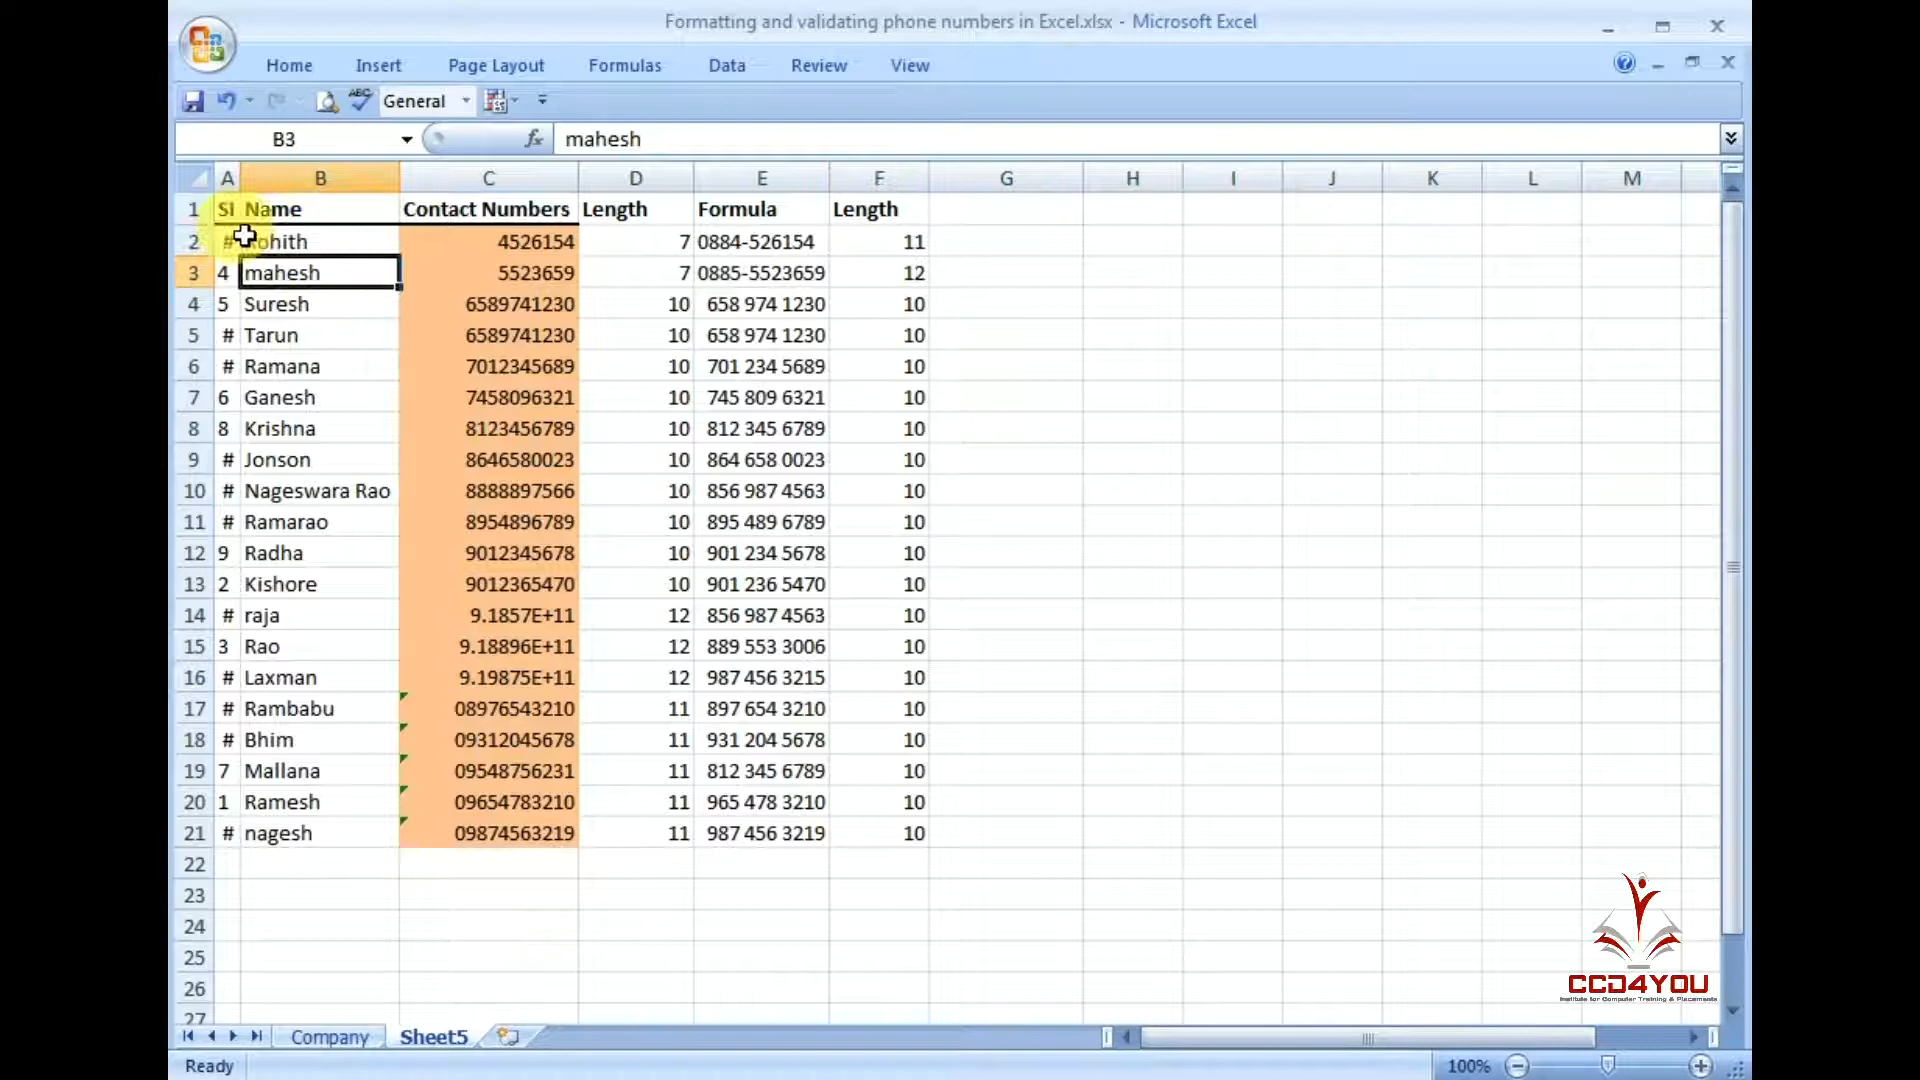 Formatting and validating phone numbers in Excel.xlsx - Microsoft Excel
Home Insert Page Layout Formulas Data Review View
ABC General
B3 fx mahesh
A B C D E F G H I J K L M
1 Sl Name Contact Numbers Length Formula Length
2 # ohith 4526154 7 0884-526154 11
3 4 mahesh 5523659 7 0885-5523659 12
4 5 Suresh 6589741230 10 658 974 1230 10
5 # Tarun 6589741230 10 658 974 1230 10
6 # Ramana 7012345689 10 701 234 5689 10
7 6 Ganesh 7458096321 10 745 809 6321 10
8 8 Krishna 8123456789 10 812 345 6789 10
9 # Jonson 8646580023 10 864 658 0023 10
10 # Nageswara Rao 8888897566 10 856 987 4563 10
11 # Ramarao 8954896789 10 895 489 6789 10
12 9 Radha 9012345678 10 901 234 5678 10
13 2 Kishore 9012365470 10 901 236 5470 10
14 # raja 9.1857E+11 12 856 987 4563 10
15 3 Rao 9.18896E+11 12 889 553 3006 10
16 # Laxman 9.19875E+11 12 987 456 3215 10
17 # Rambabu 08976543210 11 897 654 3210 10
18 # Bhim 09312045678 11 931 204 5678 10
19 7 Mallana 09548756231 11 812 345 6789 10
20 1 Ramesh 09654783210 11 965 478 3210 10
21 # nagesh 09874563219 11 987 456 3219 10
22
23
24
25
26
27
CCD4YOU
Institute for Computer Training & Placements
Company Sheet5
Ready 100%